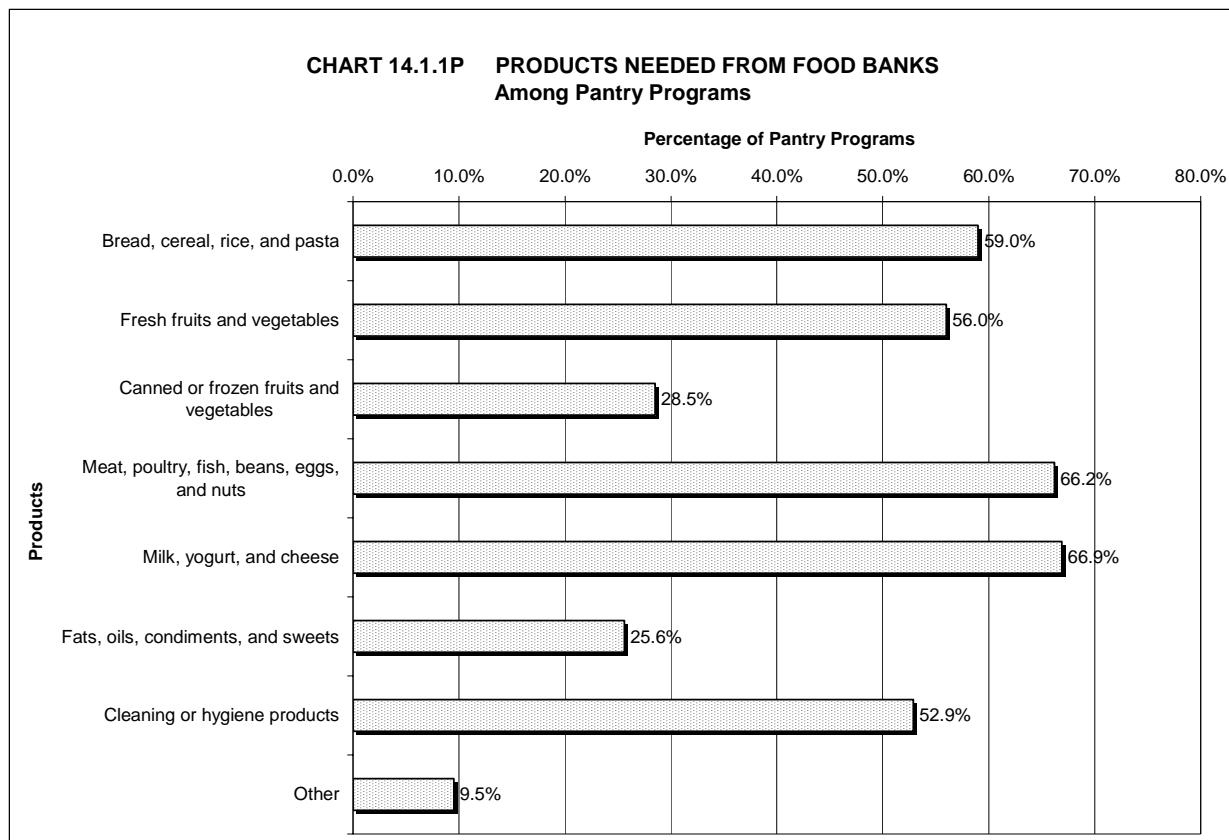 CHART 14.1.1P PRODUCTS NEEDED FROM FOOD BANKS
Among Pantry Programs
Percentage of Pantry Programs
0.0% 10.0% 20.0% 30.0% 40.0% 50.0% 60.0% 70.0% 80.0%
Products
Bread, cereal, rice, and pasta 59.0%
Fresh fruits and vegetables 56.0%
Canned or frozen fruits and
vegetables 28.5%
Meat, poultry, fish, beans, eggs,
and nuts 66.2%
Milk, yogurt, and cheese 66.9%
Fats, oils, condiments, and sweets 25.6%
Cleaning or hygiene products 52.9%
Other 9.5%